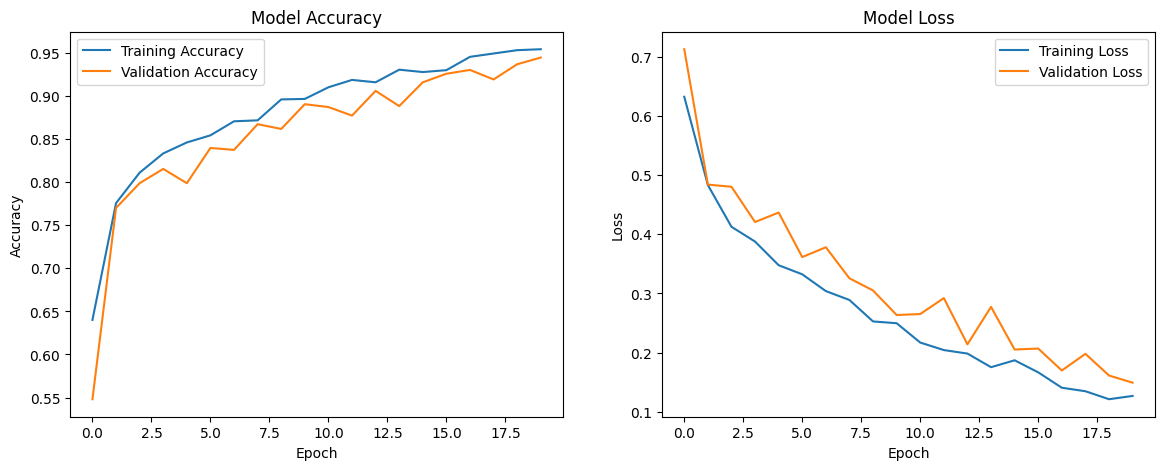 Model Accuracy
Training Accuracy
Validation Accuracy
0.95
0.90
0.85
0.80
0.75
0.70
0.65
0.60
0.55
Accuracy
0.0 2.5 5.0 7.5 10.0 12.5 15.0 17.5
Epoch
Model Loss
Training Loss
Validation Loss
0.7
0.6
0.5
0.4
0.3
0.2
0.1
Loss
0.0 2.5 5.0 7.5 10.0 12.5 15.0 17.5
Epoch